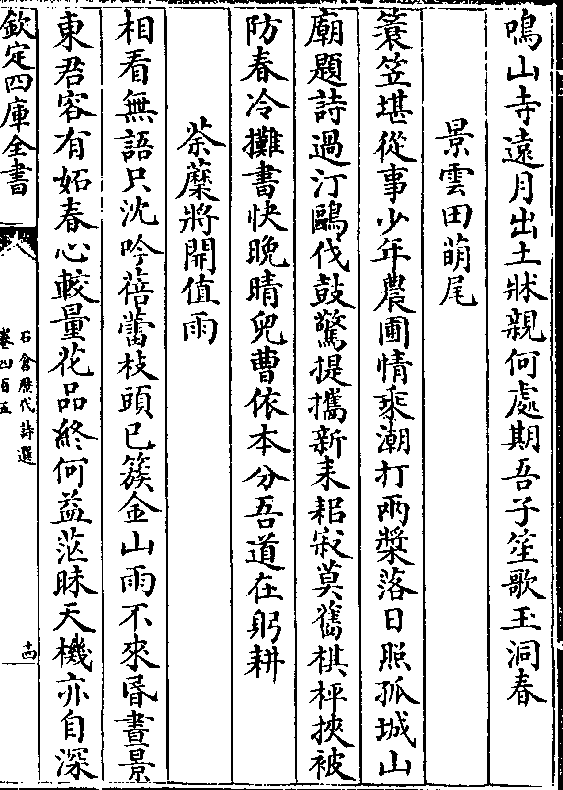 鳴山寺遠月出土牀親何處期吾子笙歌玉洞春
景雲田萌尾
蓑笠堪從事少年農圃情乘潮打兩槳落日照孤城山
廟題詩過汀鷗伐鼓驚提攜新耒耜寂莫舊棋枰挾被
防春冷攤書快晚晴兒曹依本分吾道在躬耕
荼蘼將開值雨
相看無語只沈吟蓓蕾枝頭已簇金山雨不來昬晝景
東君容有妬春心較量花品終何益茫昧天機亦自深
欽定四庫全書
石倉歷代詩選
卷四百五
十四